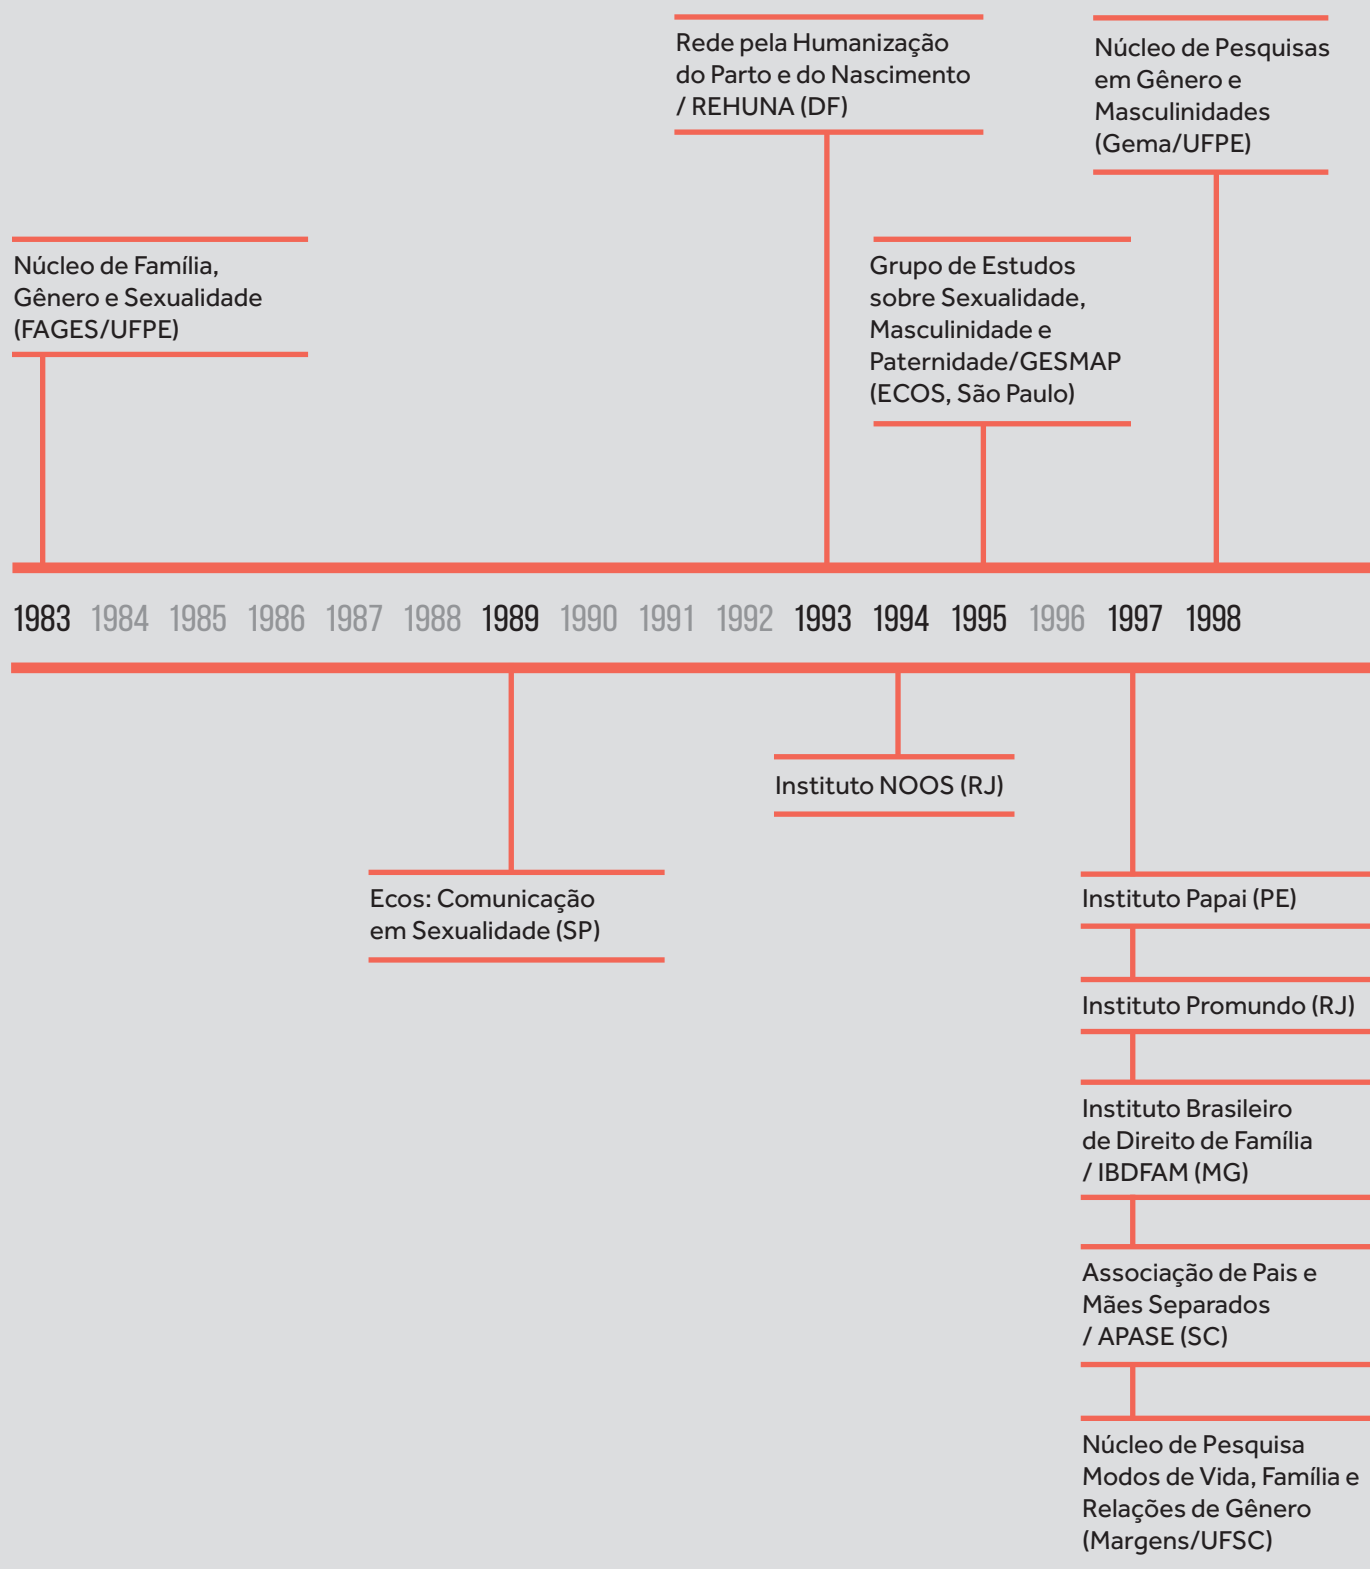 Rede pela Humanização
do Parto e do Nascimento
/ REHUNA (DF)
Núcleo de Pesquisas
em Gênero e
Masculinidades
(Gema/UFPE)
Núcleo de Família,
Gênero e Sexualidade
(FAGES/UFPE)
Grupo de Estudos
sobre Sexualidade,
Masculinidade e
Paternidade/GESMAP
(ECOS, São Paulo)
1983 1984 1985 1986 1987 1988 1989 1990 1991 1992 1993 1994 1995 1996 1997 1998
Instituto NOOS (RJ)
Ecos: Comunicação
em Sexualidade (SP)
Instituto Papai (PE)
Instituto Promundo (RJ)
Instituto Brasileiro
de Direito de Família
/ IBDFAM (MG)
Associação de Pais e
Mães Separados
/ APASE (SC)
Núcleo de Pesquisa
Modos de Vida, Família e
Relações de Gênero
(Margens/UFSC)